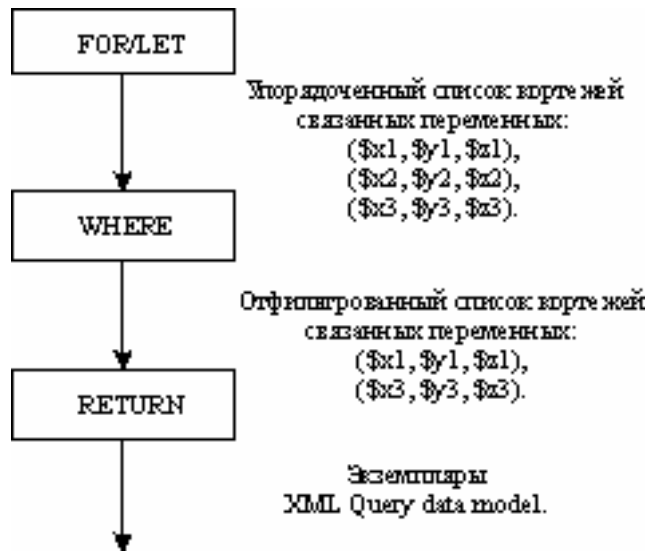 FOR/LET
Упорядоченный список кортежей
связанных переменных:
($x1, $y1, $z1),
($x2, $y2, $z2),
($x3, $y3, $z3).
WHERE
Отфильтрованный список кортежей
связанных переменных:
($x1, $y1, $z1),
($x3, $y3, $z3).
RETURN
Экземпляры
XML Query data model.